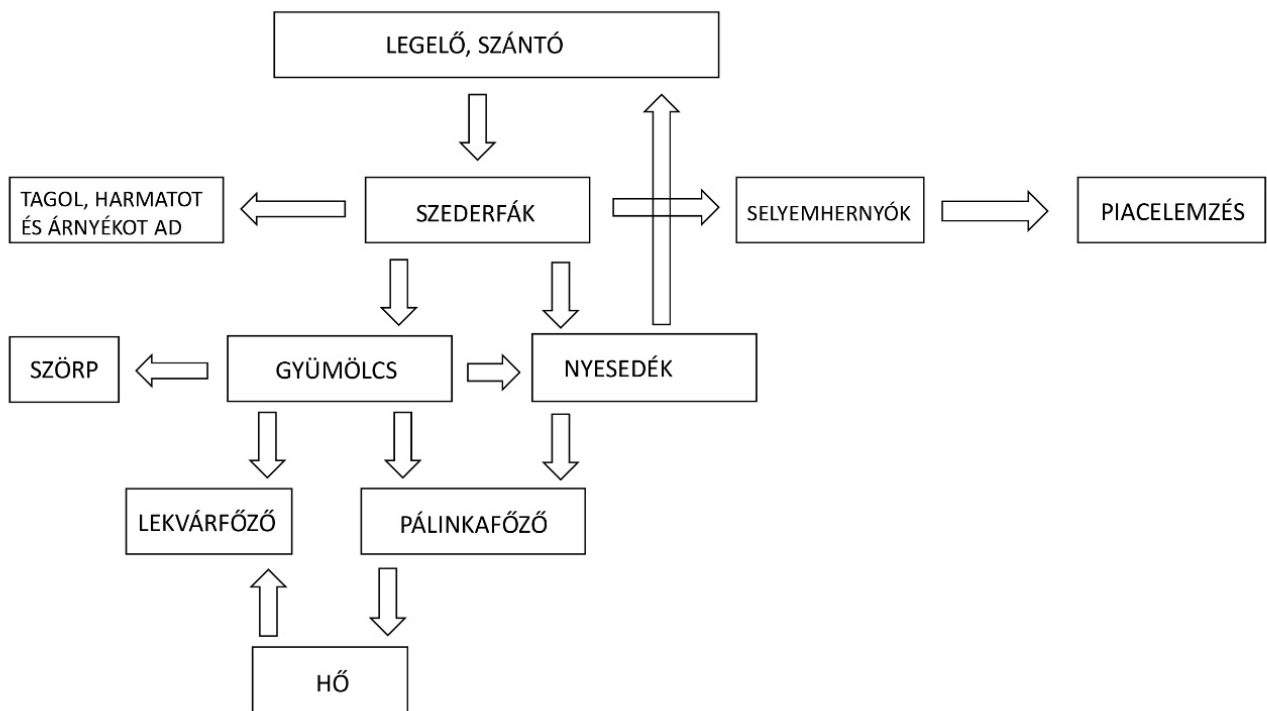 LEGELŐ, SZÁNTÓ
TAGOL, HARMATOT
ÉS ÁRNYÉKOT AD
SZEDERFÁK
SELYEMHERNYÓK
PIACELEMZÉS
SZÖRP
GYÜMÖLCS
NYESEDÉK
LEKVÁRFŐZŐ
PÁLINKAFŐZŐ
HŐ